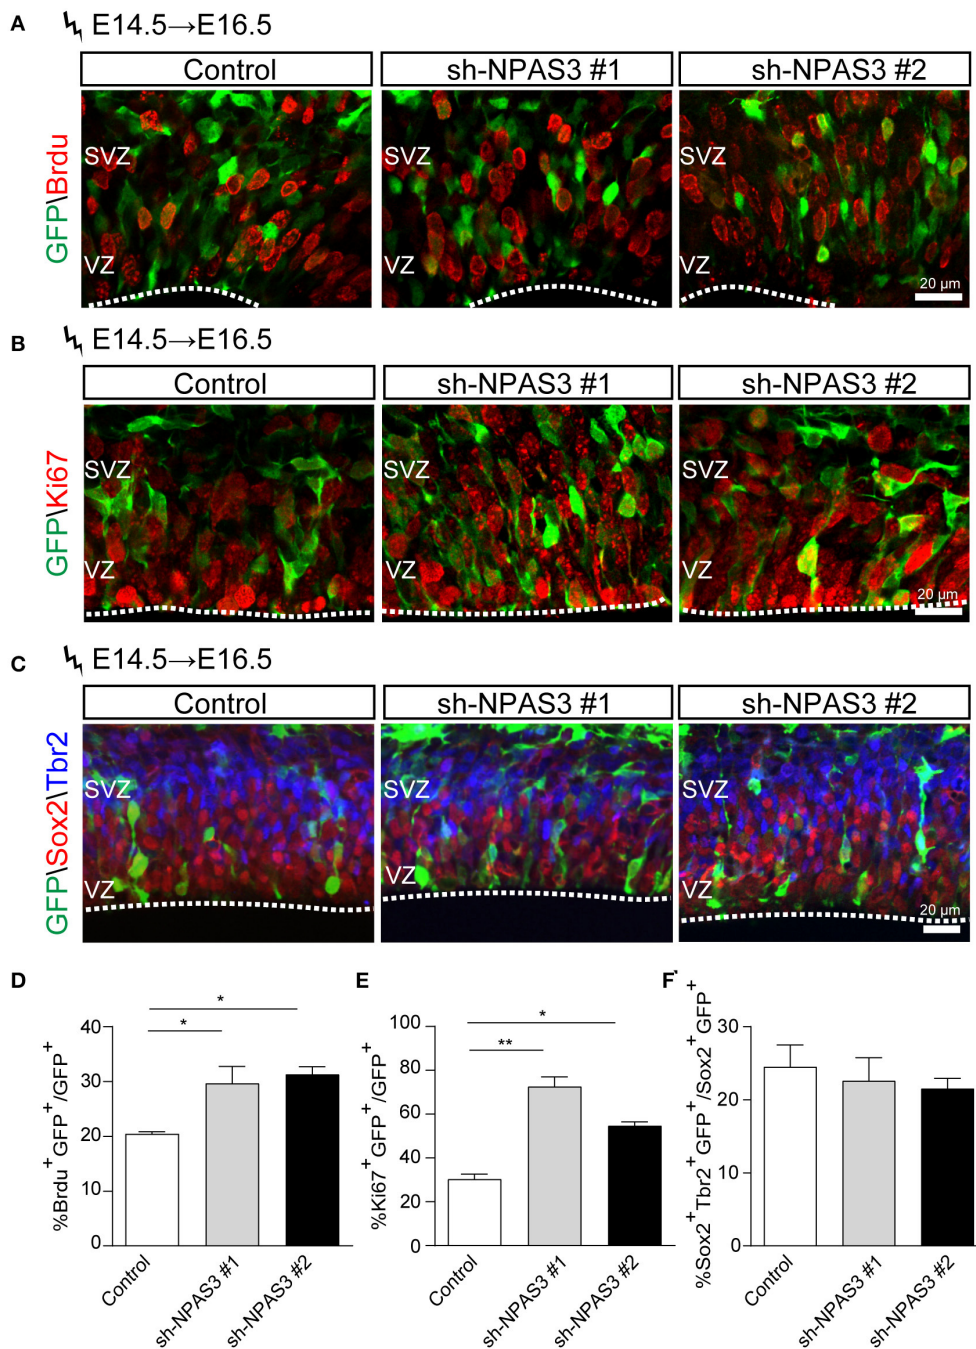 A
E14.5→E16.5
Control
sh-NPAS3 #1
sh-NPAS3 #2
GFP\Brdu
SVZ
VZ
SVZ
VZ
SVZ
VZ
20 µm
B
E14.5→E16.5
Control
sh-NPAS3 #1
sh-NPAS3 #2
GFP\Ki67
SVZ
VZ
SVZ
VZ
SVZ
VZ
20 µm
C
E14.5→E16.5
Control
sh-NPAS3 #1
sh-NPAS3 #2
GFP\Sox2\Tbr2
SVZ
VZ
SVZ
VZ
SVZ
VZ
20 µm
D
%Brdu+GFP+/GFP+
40
30
20
10
0
*
*
Control
sh-NPAS3 #1
sh-NPAS3 #2
E
%Ki67+GFP+/GFP+
100
80
60
40
20
0
*
**
Control
sh-NPAS3 #1
sh-NPAS3 #2
F
%Sox2+Tbr2+GFP+/Sox2+GFP+
30
20
10
0
Control
sh-NPAS3 #1
sh-NPAS3 #2